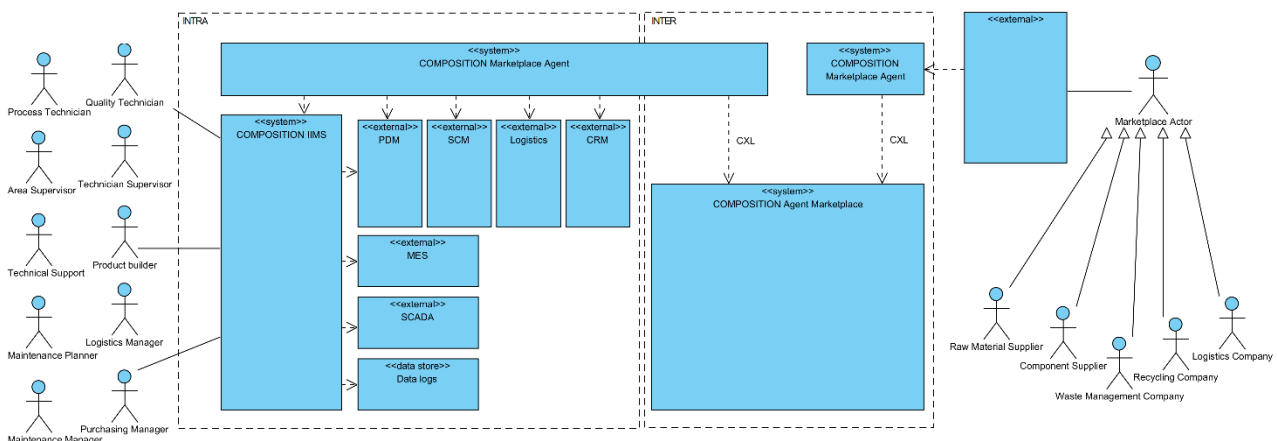 INTRA
INTER
<<external>>
<<system>>
COMPOSITION Marketplace Agent
<<system>>
COMPOSITION
Marketplace Agent
Process Technician
Quality Technician
Marketplace Actor
<<system>>
COMPOSITION IIMS
<<external>>
PDM
<<external>>
SCM
<<external>>
Logistics
<<external>>
CRM
CXL
CXL
Area Supervisor
Technician Supervisor
<<system>>
COMPOSITION Agent Marketplace
Technical Support
Product builder
<<external>>
MES
<<external>>
SCADA
Maintenance Planner
Logistics Manager
<<data store>>
Data logs
Maintenance Manager
Purchasing Manager
Raw Material Supplier
Component Supplier
Waste Management Company
Recycling Company
Logistics Company